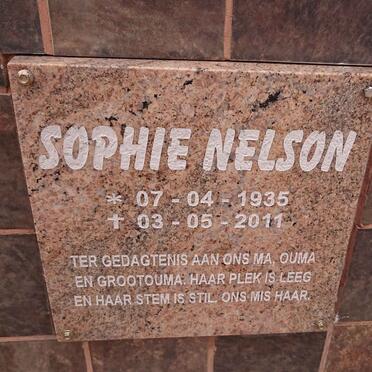 SOPHIE NELSON
* 07 - 04 - 1935
✝ 03 - 05 - 2011
TER GEDAGTENIS AAN ONS MA, OUMA
EN GROOTOUMA. HAAR PLEK IS LEEG
EN HAAR STEM IS STIL. ONS MIS HAAR.